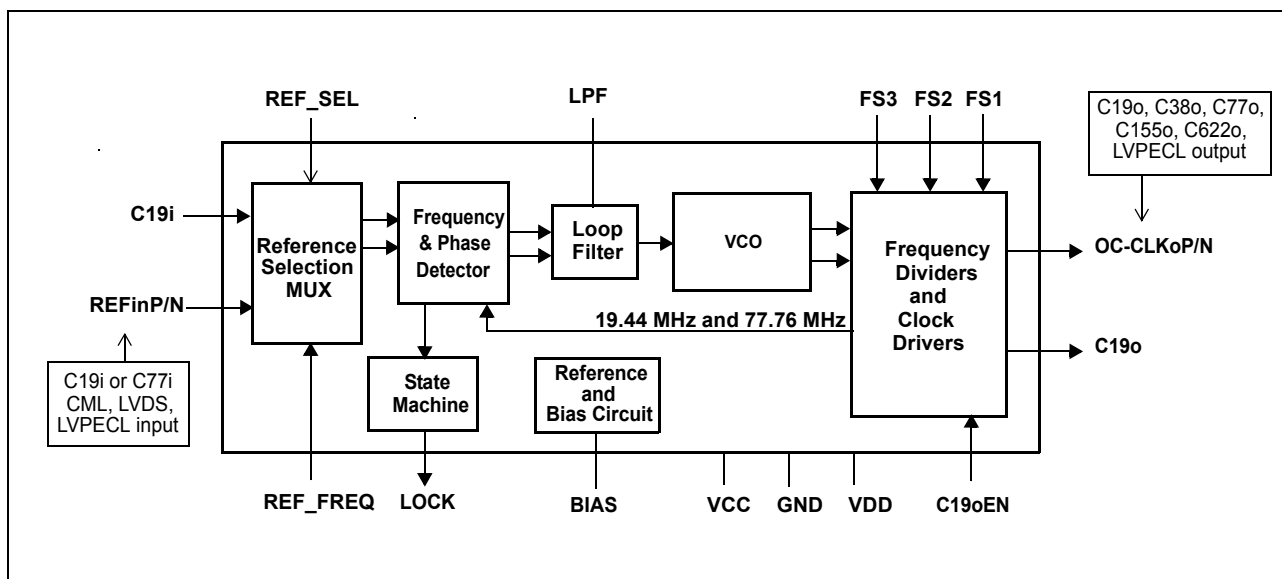 REF_SEL
LPF
FS3
FS2
FS1
C19o, C38o, C77o,
C155o, C622o,
LVPECL output
C19i
REFinP/N
C19i or C77i
CML, LVDS,
LVPECL input
Reference
Selection
MUX
Frequency
& Phase
Detector
Loop
Filter
VCO
Frequency
Dividers
and
Clock
Drivers
OC-CLKoP/N
C19o
19.44 MHz and 77.76 MHz
State
Machine
Reference
and
Bias Circuit
REF_FREQ
LOCK
BIAS
VCC
GND
VDD
C19oEN